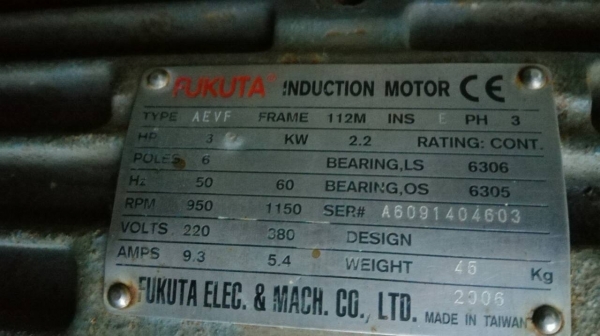 FUKUTA® INDUCTION MOTOR CE
TYPE AEVF FRAME 112M INS E PH 3
HP 3 KW 2.2 RATING: CONT.
POLES 6 BEARING,LS 6306
Hz 50 60 BEARING,OS 6305
RPM 950 1150 SER# A6091404603
VOLTS 220 380 DESIGN
AMPS 9.3 5.4 WEIGHT 46 Kg
FUKUTA ELEC. & MACH. CO., LTD. 2006
MADE IN TAIWAN